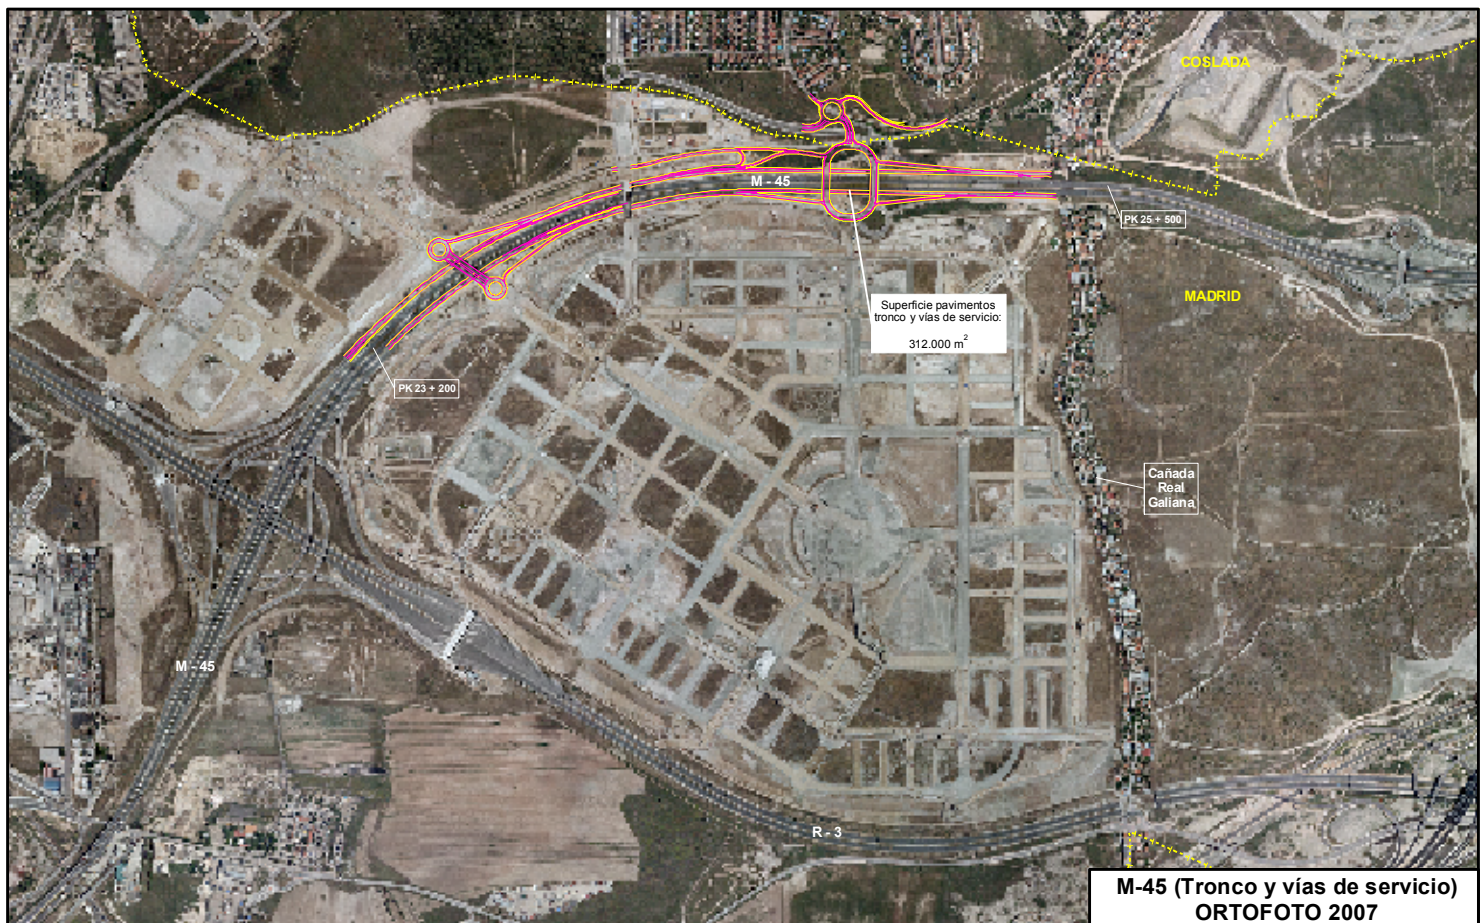 COSLADA
M - 45
PK 25 + 500
MADRID
Superficie pavimentos
tronco y vías de servicio:
312.000 m²
PK 23 + 200
Cañada
Real
Galiana
M - 45
R - 3
M-45 (Tronco y vías de servicio)
ORTOFOTO 2007